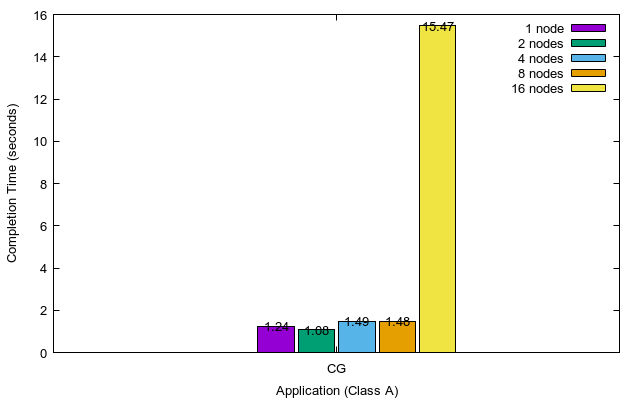 16
14
12
10
8
6
4
2
0
Completion Time (seconds)
1 node
2 nodes
4 nodes
8 nodes
16 nodes
15.47
1.24
1.08
1.49
1.48
CG
Application (Class A)